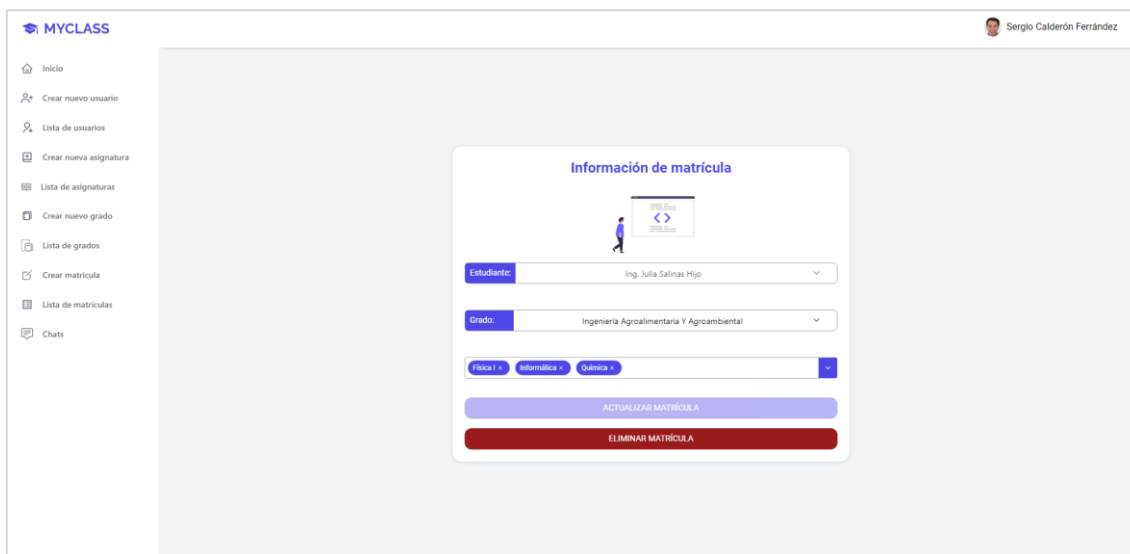 MYCLASS
Sergio Calderón Ferrández
Inicio
Crear nuevo usuario
Lista de usuarios
Crear nueva asignatura
Lista de asignaturas
Crear nuevo grado
Lista de grados
Crear matrícula
Lista de matrículas
Chats
Información de matrícula
Estudiante:
Ing. Julia Salinas Hijo
Grado:
Ingeniería Agroalimentaria Y Agroambiental
Física I × Informática × Química ×
ACTUALIZAR MATRÍCULA
ELIMINAR MATRÍCULA